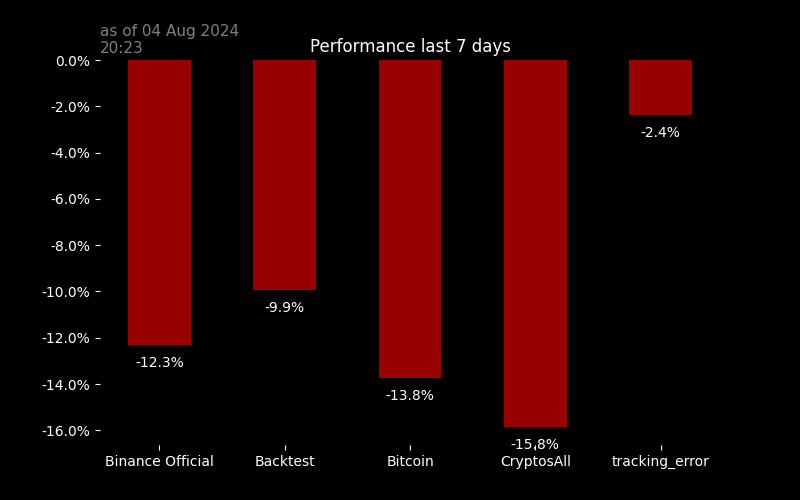 as of 04 Aug 2024
20:23
Performance last 7 days
0.0%
-2.0%
-4.0%
-6.0%
-8.0%
-10.0%
-12.0%
-14.0%
-16.0%
-12.3%
-9.9%
-13.8%
-15.8%
-2.4%
Binance Official
Backtest
Bitcoin
CryptosAll
tracking_error